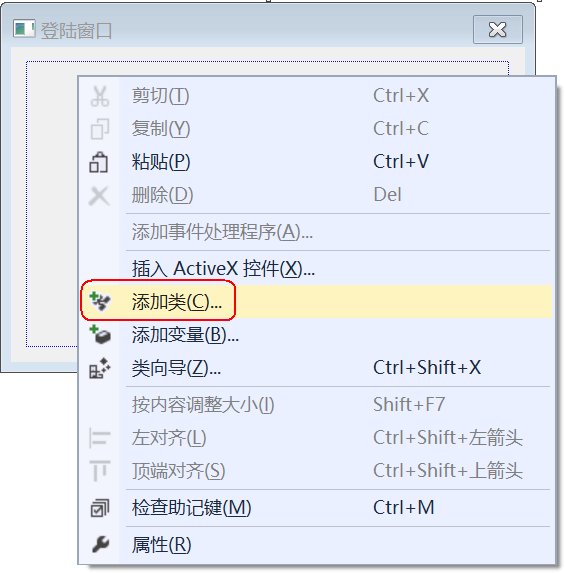 登陆窗口
剪切(T) Ctrl+X
复制(Y) Ctrl+C
粘贴(P) Ctrl+V
删除(D) Del
添加事件处理程序(A)...
插入 ActiveX 控件(X)...
添加类(C)...
添加变量(B)...
类向导(Z)... Ctrl+Shift+X
按内容调整大小(I) Shift+F7
左对齐(L) Ctrl+Shift+左箭头
顶端对齐(S) Ctrl+Shift+上箭头
检查助记键(M) Ctrl+M
属性(R)